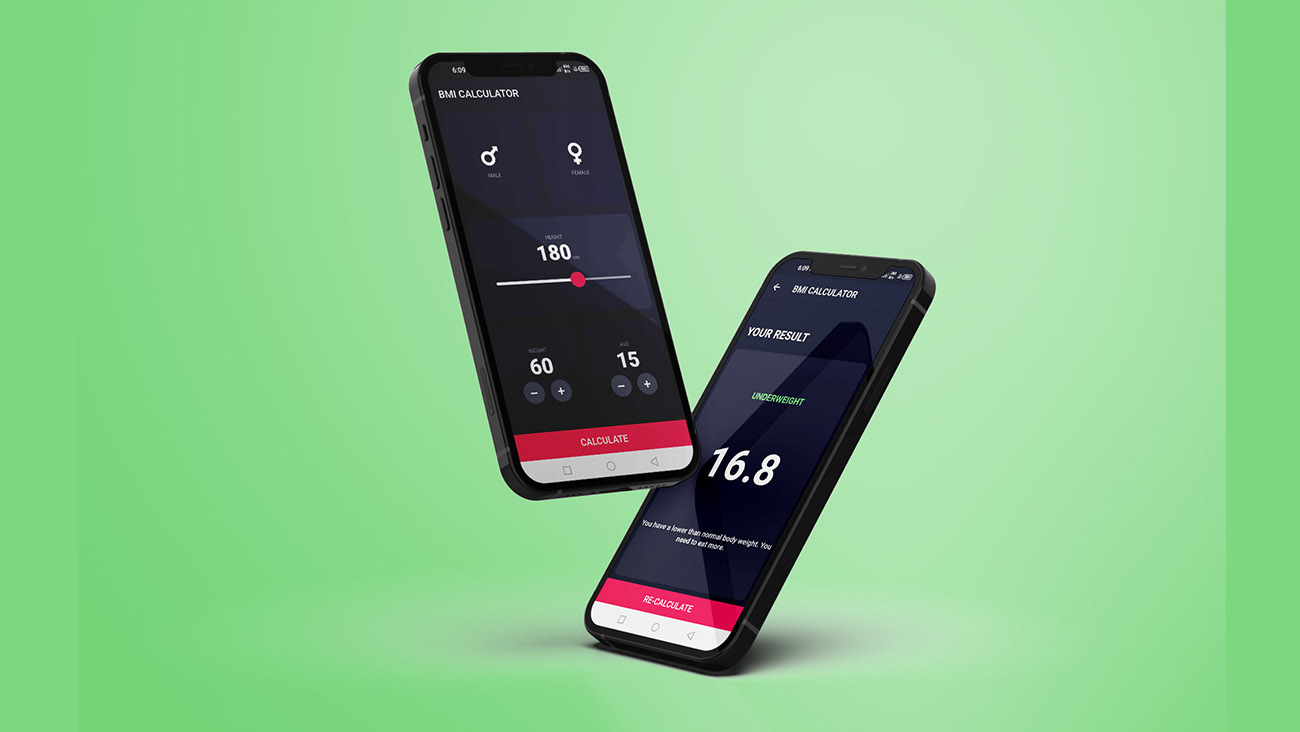 6:09
BMI CALCULATOR
MALE
FEMALE
HEIGHT
180
WEIGHT
60
AGE
15
CALCULATE
6:09
BMI CALCULATOR
YOUR RESULT
UNDERWEIGHT
16.8
You have a lower than normal body weight. You
need to eat more.
RE-CALCULATE